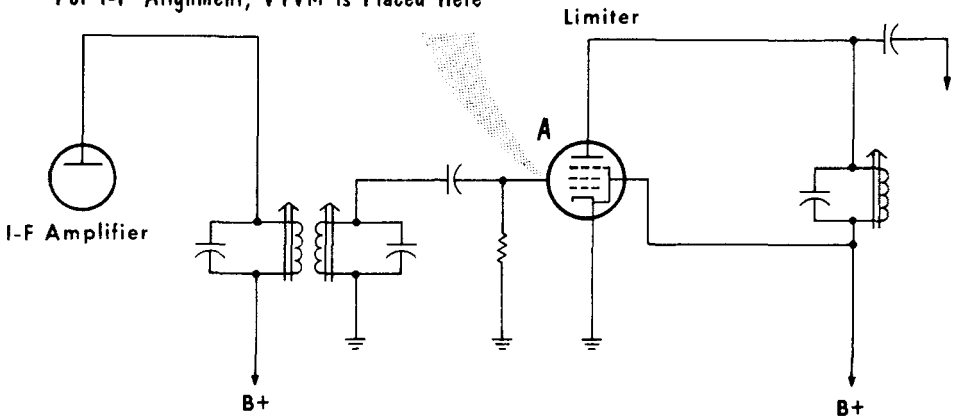 For I-F Alignment, VTVM is Placed Here
Limiter
A
I-F Amplifier
B+
B+